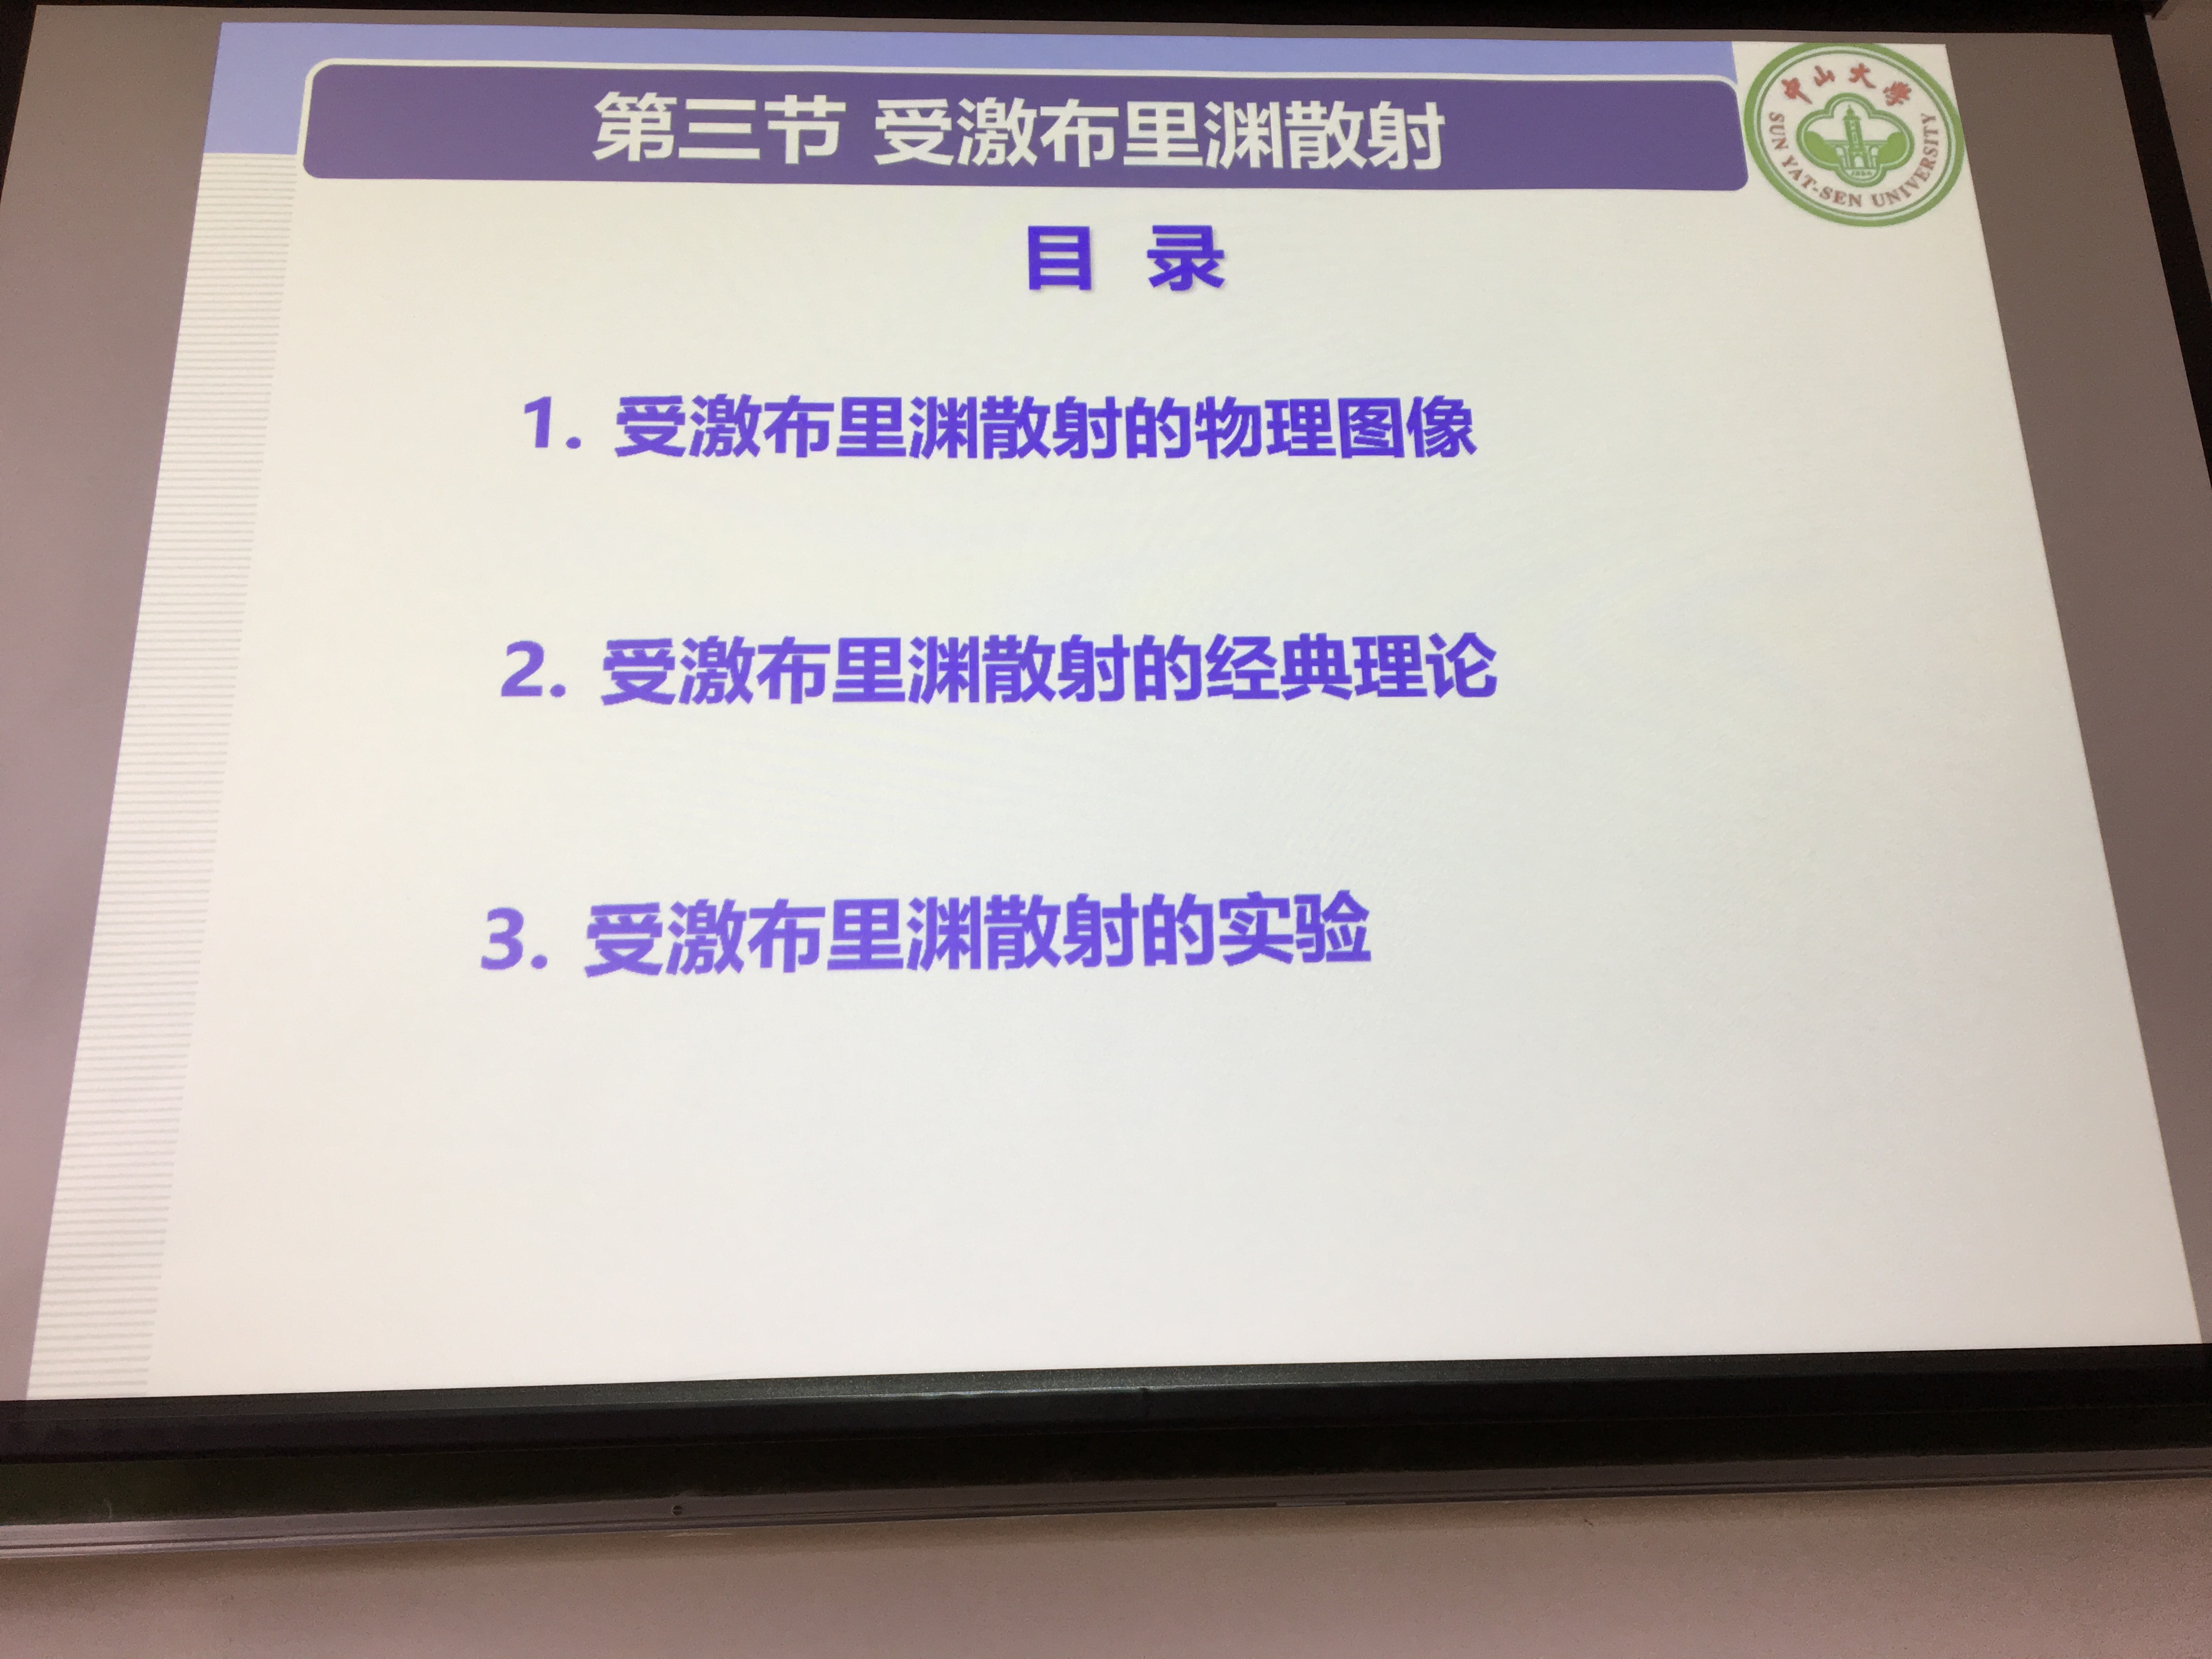 第三节 受激布里渊散射
中山大学
SUN YAT-SEN UNIVERSITY
1924
目 录
1. 受激布里渊散射的物理图像
2. 受激布里渊散射的经典理论
3. 受激布里渊散射的实验